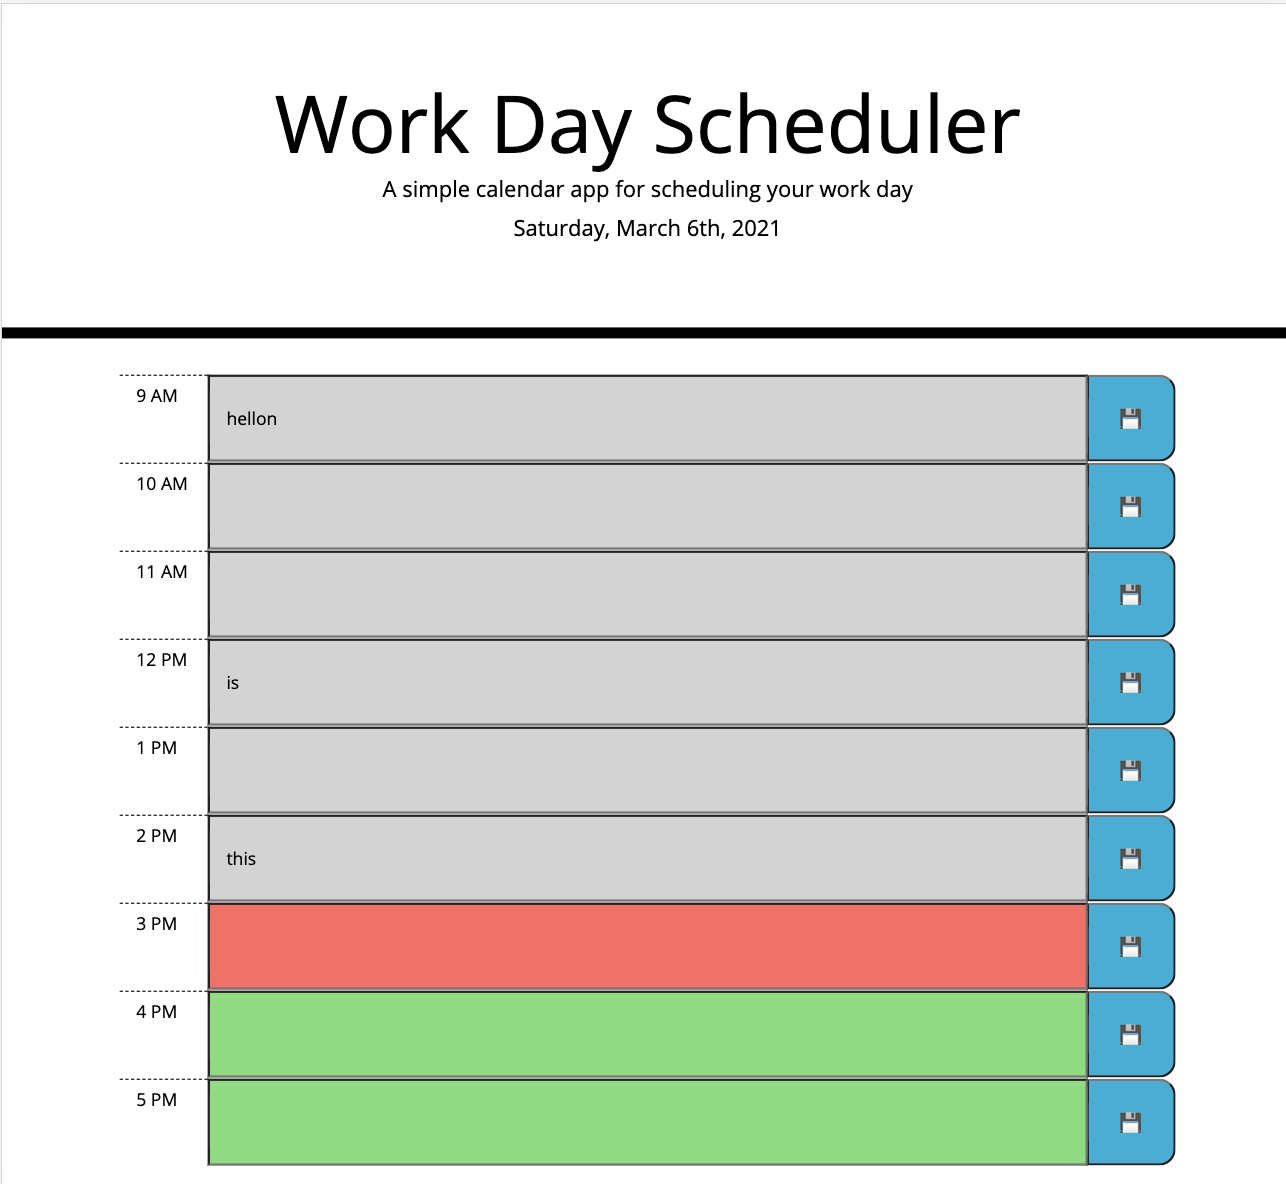 Work Day Scheduler
A simple calendar app for scheduling your work day
Saturday, March 6th, 2021
9 AM
hellon
10 AM
11 AM
12 PM
is
1 PM
2 PM
this
3 PM
4 PM
5 PM